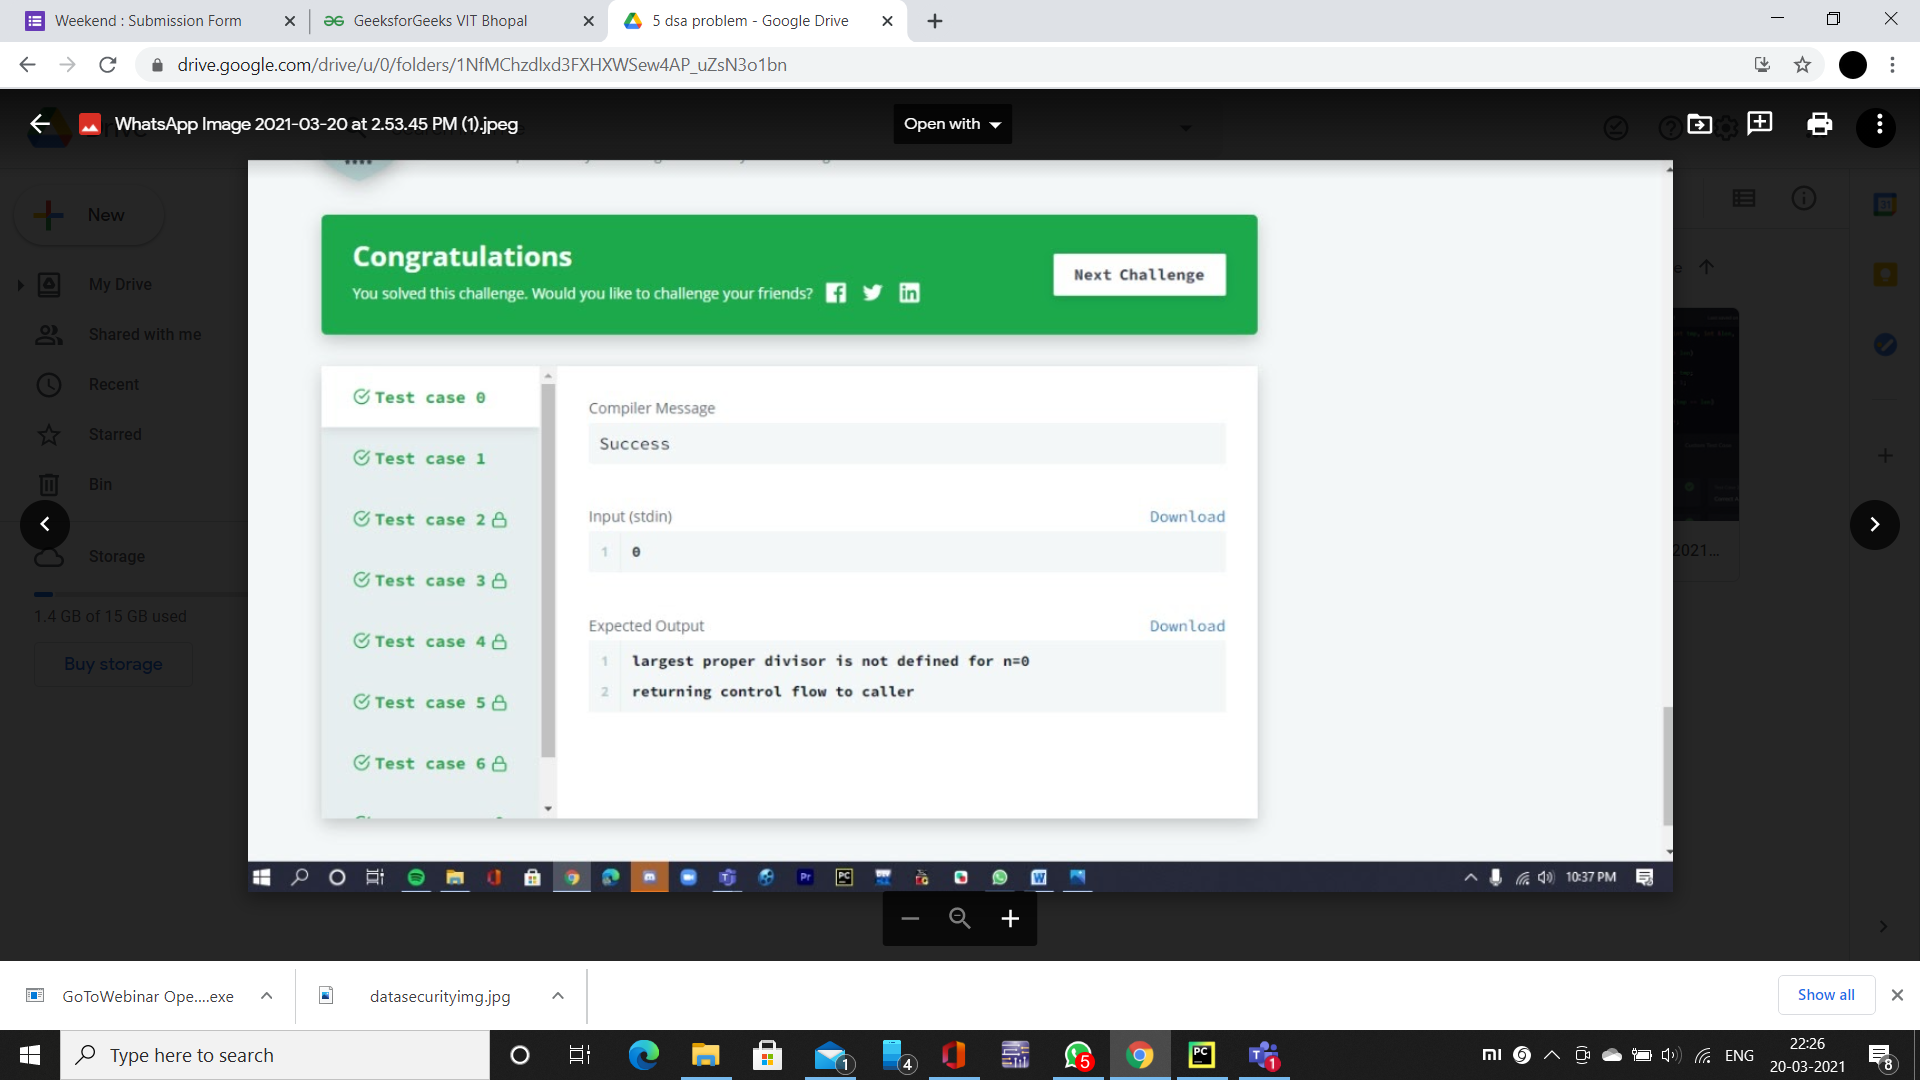 Weekend : Submission Form
GeeksforGeeks VIT Bhopal
5 dsa problem - Google Drive
drive.google.com/drive/u/0/folders/1NfMChzdlxd3FXHXWSew4AP_uZsN3o1bn
WhatsApp Image 2021-03-20 at 2.53.45 PM (1).jpeg
Open with
New
My Drive
Shared with me
Recent
Starred
Bin
Storage
1.4 GB of 15 GB used
Buy storage
Congratulations
You solved this challenge. Would you like to challenge your friends?
Next Challenge
Test case 0
Test case 1
Test case 2
Test case 3
Test case 4
Test case 5
Test case 6
Compiler Message
Success
Input (stdin)
Download
1 0
Expected Output
Download
1 largest proper divisor is not defined for n=0
2 returning control flow to caller
2021...
10:37 PM
GoToWebinar Ope....exe
datasecurityimg.jpg
Show all
Type here to search
1
4
5
1
ENG
22:26
20-03-2021
8